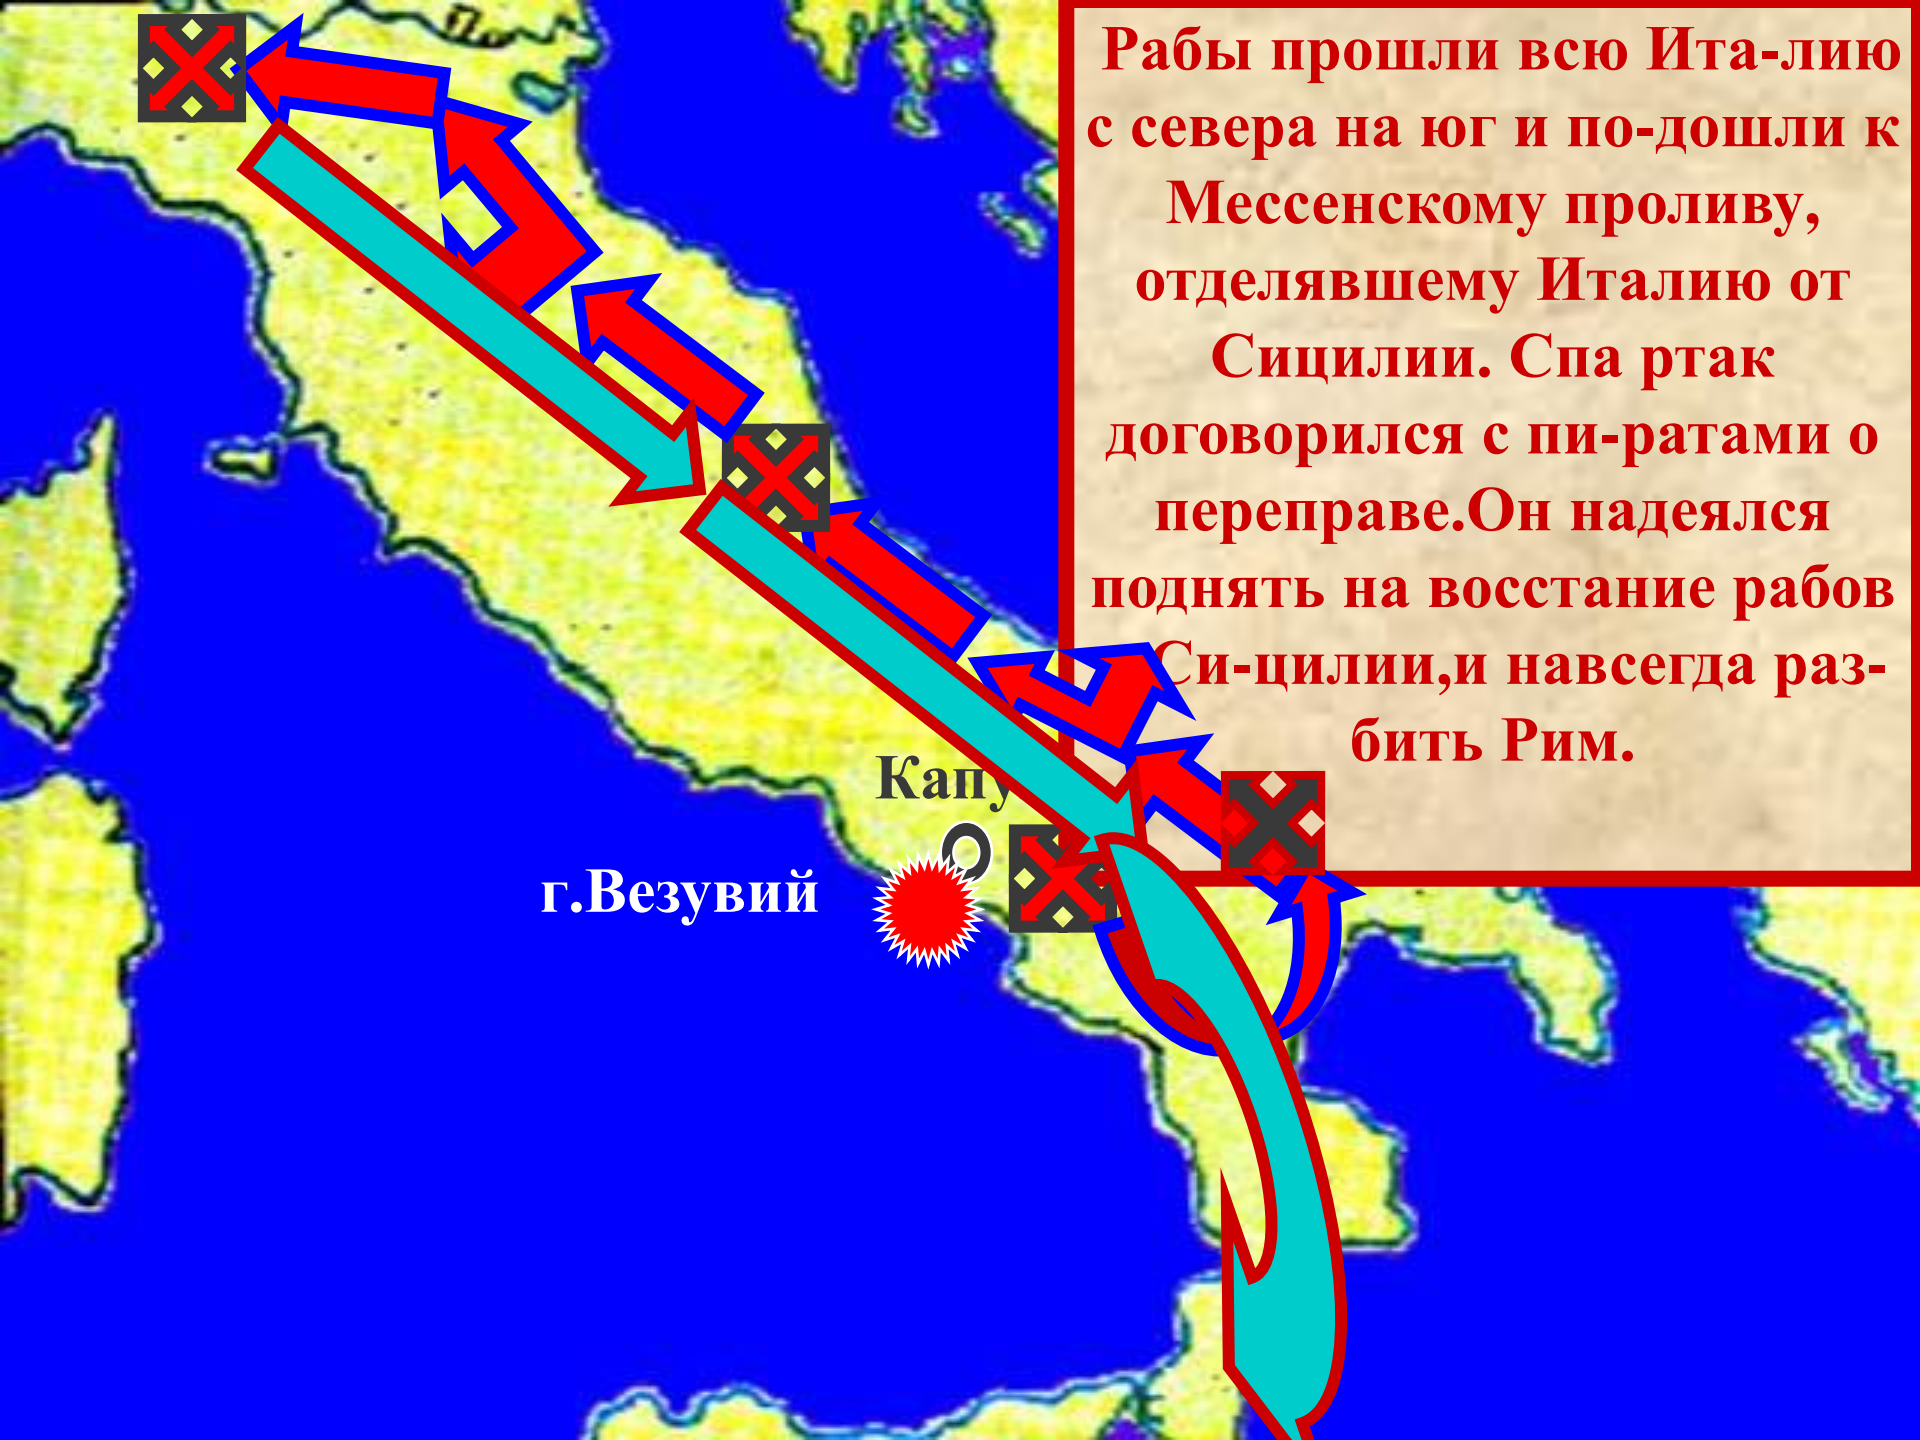 Рабы прошли всю Ита-лию
с севера на юг и по-дошли к
Мессенскому проливу,
отделявшему Италию от
Сицилии. Спа ртак
договорился с пи-ратами о
переправе.Он надеялся
поднять на восстание рабов
Си-цилии,и навсегда раз-
бить Рим.
Капу
г.Везувий